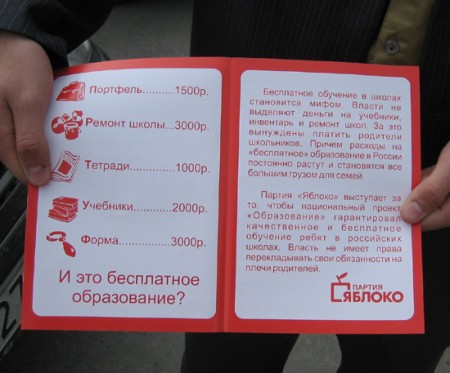 Портфель...........1500р.
Ремонт школы...3000р.
Тетради..............1000р.
Учебники...........2000р.
Форма................3000р.
И это бесплатное
образование?
Бесплатное обучение в школах
становится мифом. Власти не
выделяют деньги на учебники,
инвентарь и ремонт школ. За это
вынуждены платить родители
школьников. Причем расходы на
«бесплатное» образование в России
постоянно растут и становятся все
большим грузом для семей.
Партия «Яблоко» выступает за
то, чтобы национальный проект
«Образование» гарантировал
качественное и бесплатное
обучение ребят в российских
школах. Власть не имеет права
перекладывать свои обязанности на
плечи родителей.
ПАРТИЯ
ЯБЛОКО